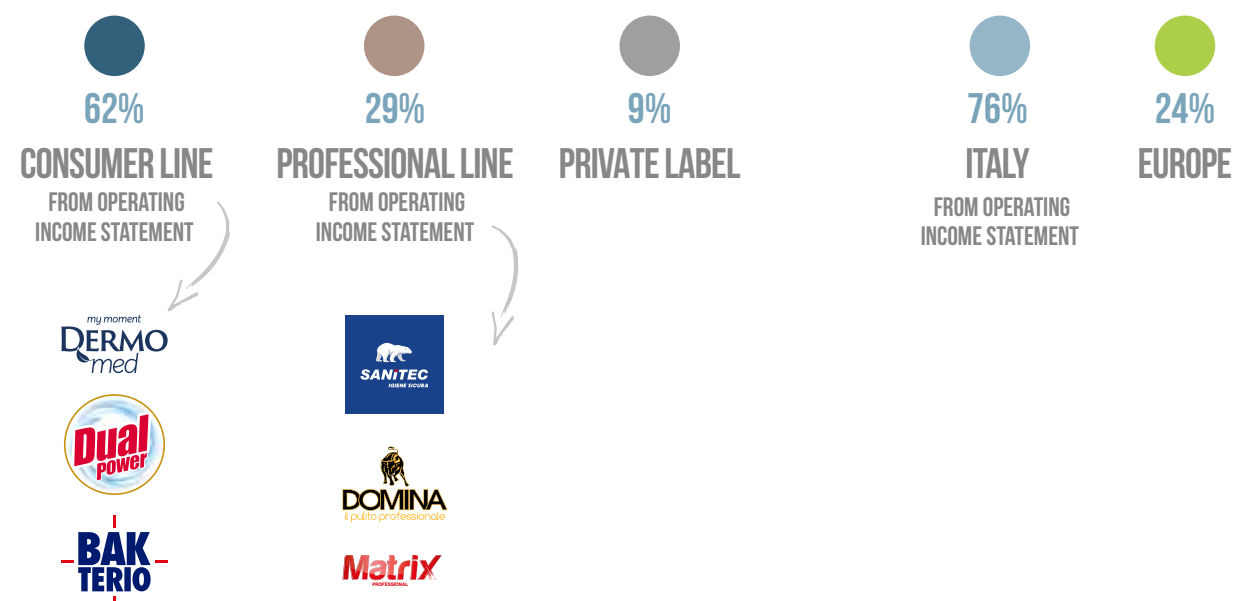 62%
CONSUMER LINE
FROM OPERATING
INCOME STATEMENT
29%
PROFESSIONAL LINE
FROM OPERATING
INCOME STATEMENT
9%
PRIVATE LABEL
76%
ITALY
FROM OPERATING
INCOME STATEMENT
24%
EUROPE
my moment
DERMO
med
Dual
POWER
BAK
TERIO
SANiTEC
IGIENE SICURA
DOMINA
il pulito professionale
Matrix
PROFESSIONAL